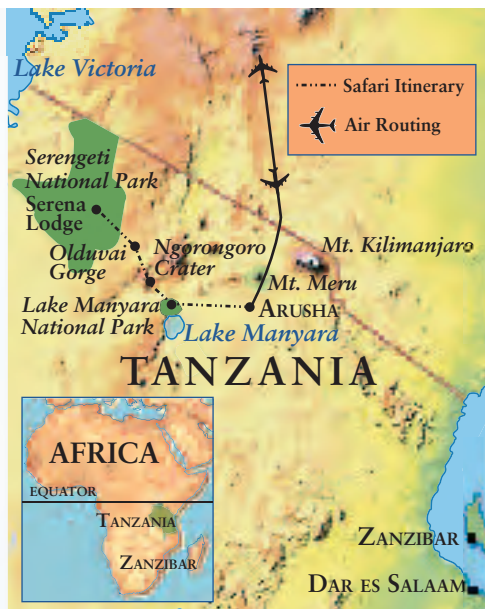 Lake Victoria
Safari Itinerary
Air Routing
Serengeti
National Park
Serena
Lodge
Olduvai
Gorge
Ngorongoro
Crater
Mt. Kilimanjaro
Mt. Meru
ARUSHA
Lake Manyara
National Park
Lake Manyara
TANZANIA
AFRICA
EQUATOR
TANZANIA
ZANZIBAR
ZANZIBAR
DAR ES SALAAM